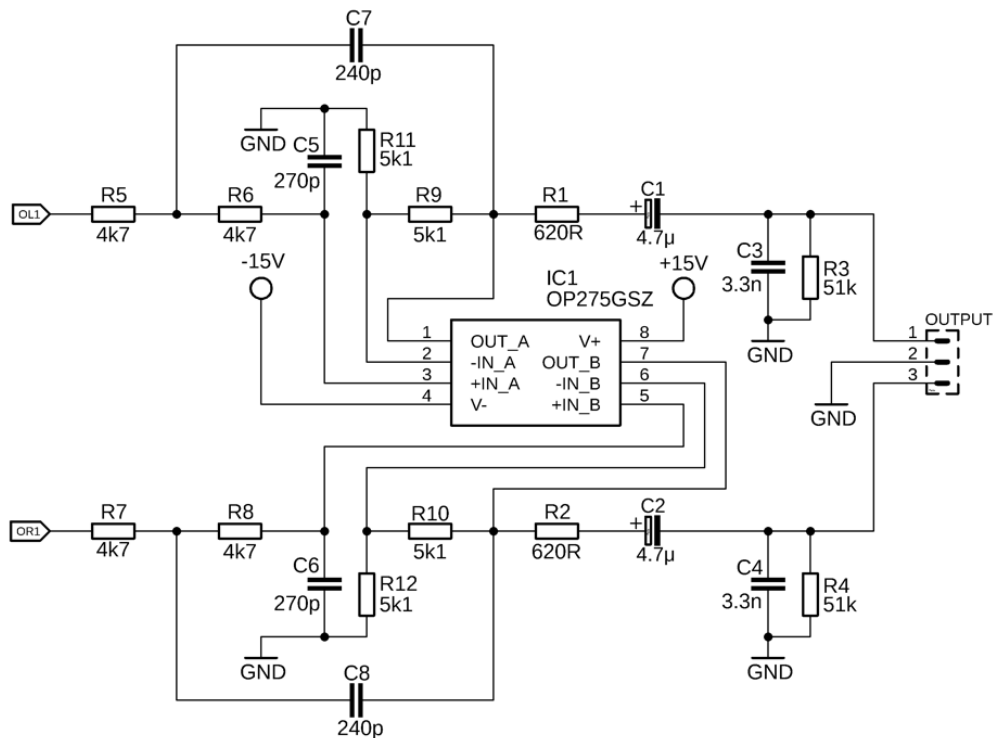 C7
240p
GND
C5
270p
R11
5k1
OL1
R5
4k7
R6
4k7
R9
5k1
R1
620R
+
C1
4.7µ
C3
3.3n
R3
51k
GND
-15V
+15V
IC1
OP275GSZ
1 OUT_A V+ 8
2 -IN_A OUT_B 7
3 +IN_A -IN_B 6
4 V- +IN_B 5
OUTPUT
1
2
3
GND
OR1
R7
4k7
R8
4k7
R10
5k1
R2
620R
+
C2
4.7µ
C6
270p
R12
5k1
C4
3.3n
R4
51k
GND
GND
C8
240p